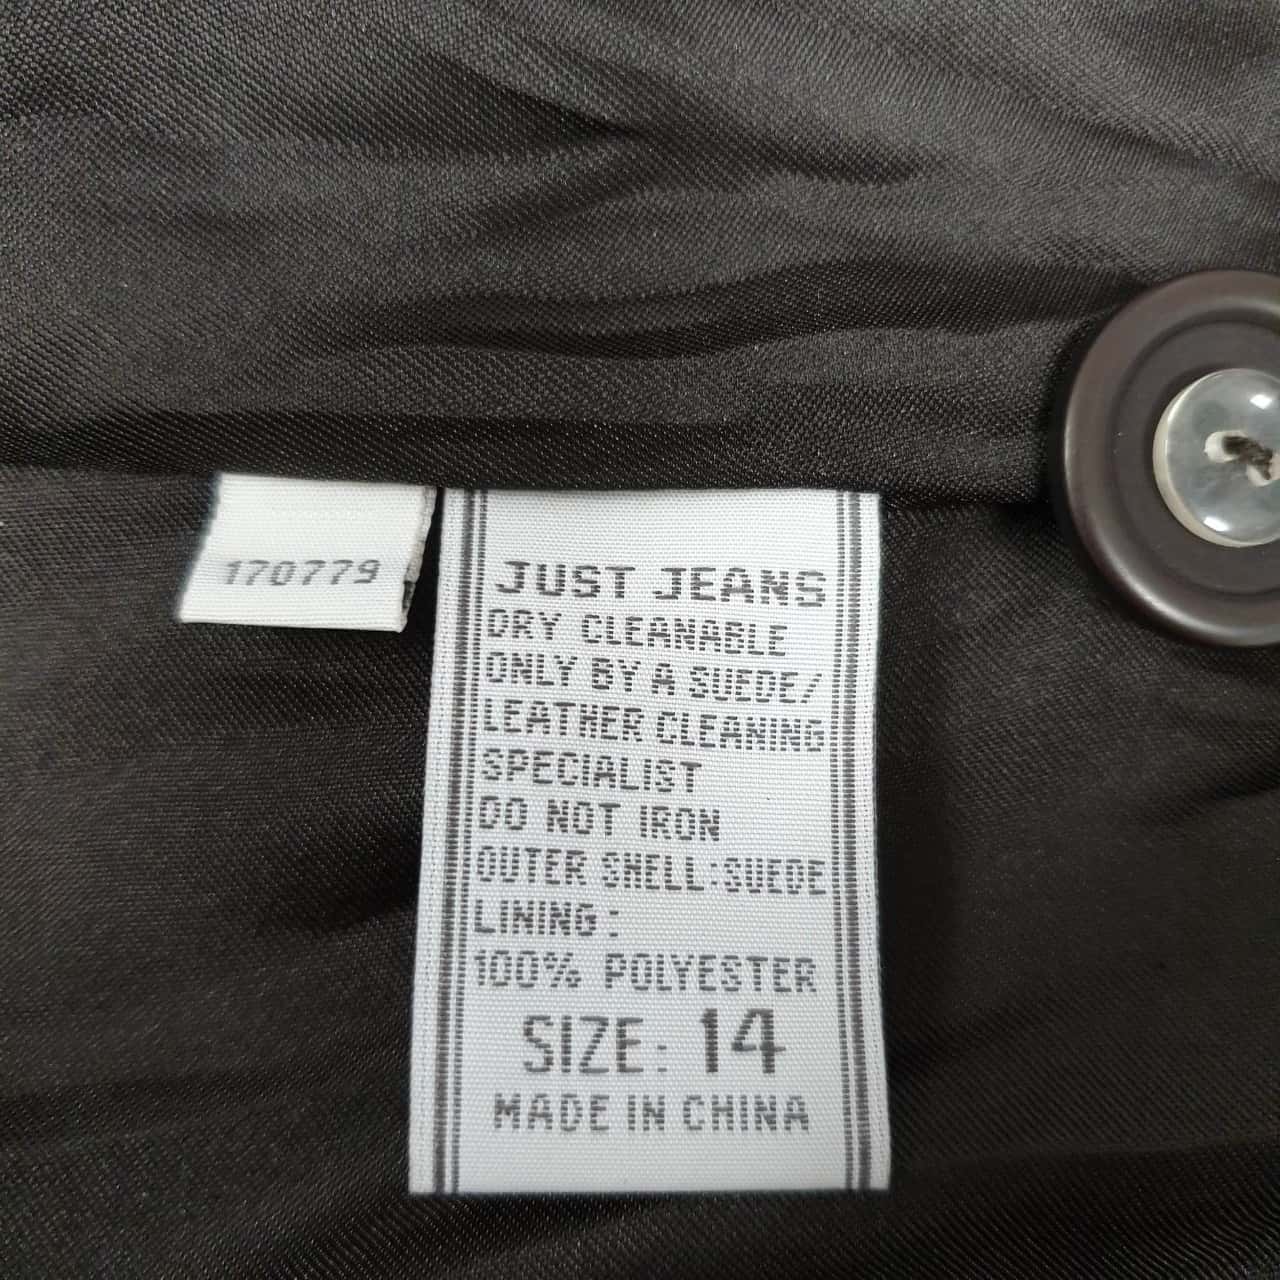 170779
JUST JEANS
DRY CLEANABLE
ONLY BY A SUEDE/
LEATHER CLEANING
SPECIALIST
DO NOT IRON
OUTER SHELL:SUEDE
LINING:
100% POLYESTER
SIZE: 14
MADE IN CHINA